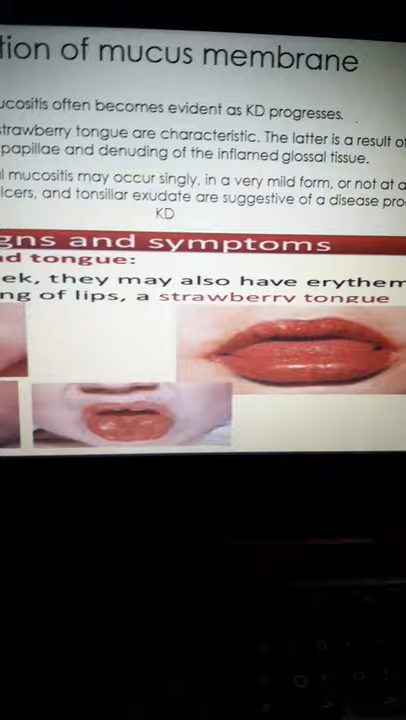 tion of mucus membrane
ucositis often becomes evident as KD progresses.
strawberry tongue are characteristic. The latter is a result of
papillae and denuding of the inflamed glossal tissue.
l mucositis may occur singly, in a very mild form, or not at a
lcers, and tonsiliar exudate are suggestive of a disease pro
KD
gns and symptoms
nd tongue:
ek, they may also have erythem
ng of lips, a strawberry tongue